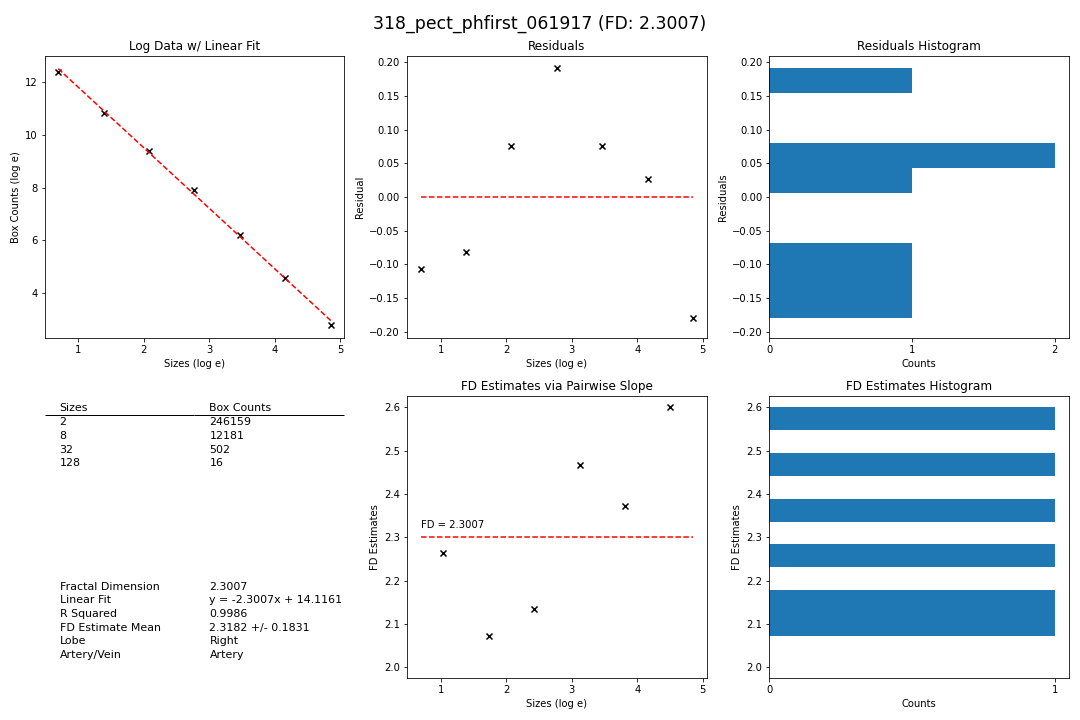 318_pect_phfirst_061917 (FD: 2.3007)
Log Data w/ Linear Fit
12
10
8
6
4
Box Counts (log e)
1 2 3 4 5
Sizes (log e)
Residuals
0.20
0.15
0.10
0.05
0.00
−0.05
−0.10
−0.15
−0.20
Residual
1 2 3 4 5
Sizes (log e)
Residuals Histogram
0.20
0.15
0.10
0.05
0.00
−0.05
−0.10
−0.15
−0.20
Residuals
0 1 2
Counts
Sizes Box Counts
2 246159
8 12181
32 502
128 16
Fractal Dimension 2.3007
Linear Fit y = -2.3007x + 14.1161
R Squared 0.9986
FD Estimate Mean 2.3182 +/- 0.1831
Lobe Right
Artery/Vein Artery
FD Estimates via Pairwise Slope
2.6
2.5
2.4
2.3
2.2
2.1
2.0
FD Estimates
FD = 2.3007
1 2 3 4 5
Sizes (log e)
FD Estimates Histogram
2.6
2.5
2.4
2.3
2.2
2.1
2.0
FD Estimates
0 1
Counts